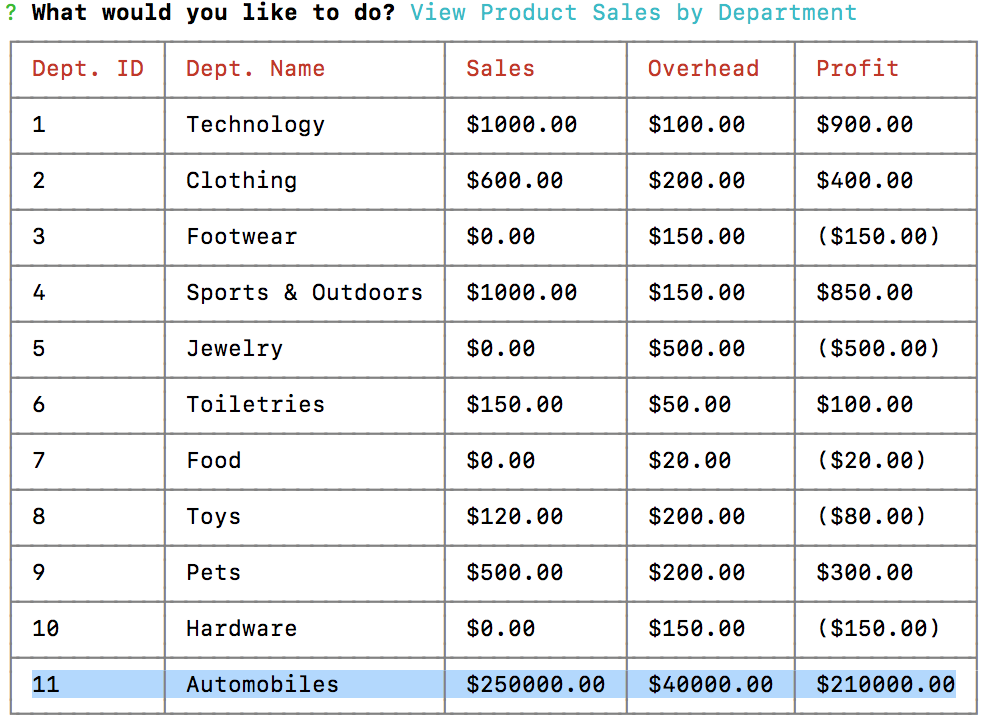 ? What would you like to do? View Product Sales by Department
Dept. ID Dept. Name Sales Overhead Profit
1 Technology $1000.00 $100.00 $900.00
2 Clothing $600.00 $200.00 $400.00
3 Footwear $0.00 $150.00 ($150.00)
4 Sports & Outdoors $1000.00 $150.00 $850.00
5 Jewelry $0.00 $500.00 ($500.00)
6 Toiletries $150.00 $50.00 $100.00
7 Food $0.00 $20.00 ($20.00)
8 Toys $120.00 $200.00 ($80.00)
9 Pets $500.00 $200.00 $300.00
10 Hardware $0.00 $150.00 ($150.00)
11 Automobiles $250000.00 $40000.00 $210000.00